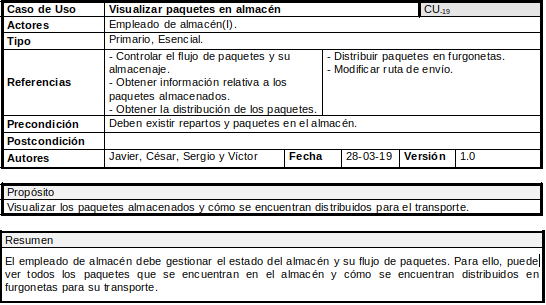 Caso de Uso Visualizar paquetes en almacén CU.-19
Actores Empleado de almacén(I).
Tipo Primario, Esencial.
Referencias
- Controlar el flujo de paquetes y su
almacenaje.
- Obtener información relativa a los
paquetes almacenados.
- Obtener la distribución de los paquetes.
- Distribuir paquetes en furgonetas.
- Modificar ruta de envío.
Precondición Deben existir repartos y paquetes en el almacén.
Postcondición
Autores Javier, César, Sergio y Víctor Fecha 28-03-19 Versión 1.0
Propósito
Visualizar los paquetes almacenados y cómo se encuentran distribuidos para el transporte.
Resumen
El empleado de almacén debe gestionar el estado del almacén y su flujo de paquetes. Para ello, puede
ver todos los paquetes que se encuentran en el almacén y cómo se encuentran distribuidos en
furgonetas para su transporte.